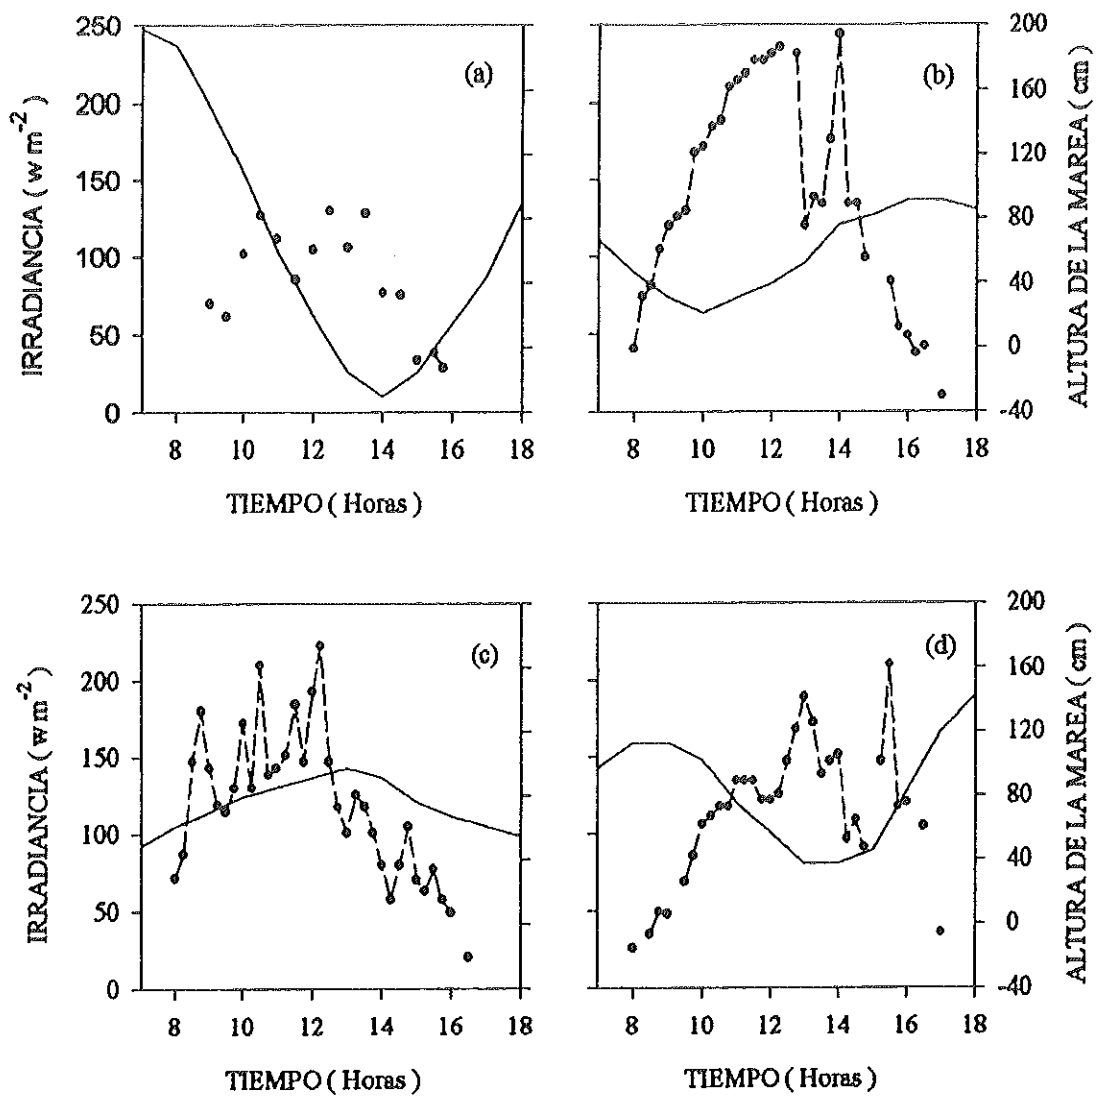 250
200
150
100
50
0
IRRADIANCIA ( w m-2 )
(a)
8 10 12 14 16 18
TIEMPO ( Horas )
(b)
200
160
120
80
40
0
-40
ALTURA DE LA MAREA ( cm )
8 10 12 14 16 18
TIEMPO ( Horas )
250
200
150
100
50
0
IRRADIANCIA ( w m-2 )
(c)
8 10 12 14 16 18
TIEMPO ( Horas )
(d)
200
160
120
80
40
0
-40
ALTURA DE LA MAREA ( cm )
8 10 12 14 16 18
TIEMPO ( Horas )